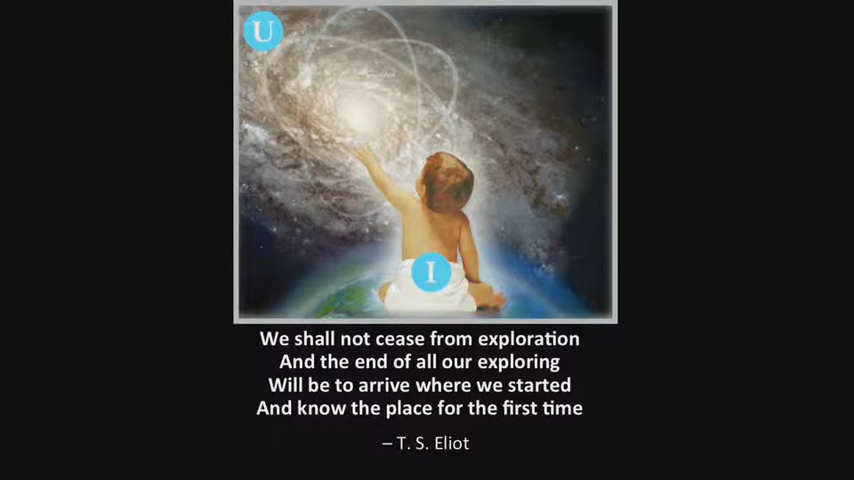 U
I
We shall not cease from exploration
And the end of all our exploring
Will be to arrive where we started
And know the place for the first time
– T. S. Eliot